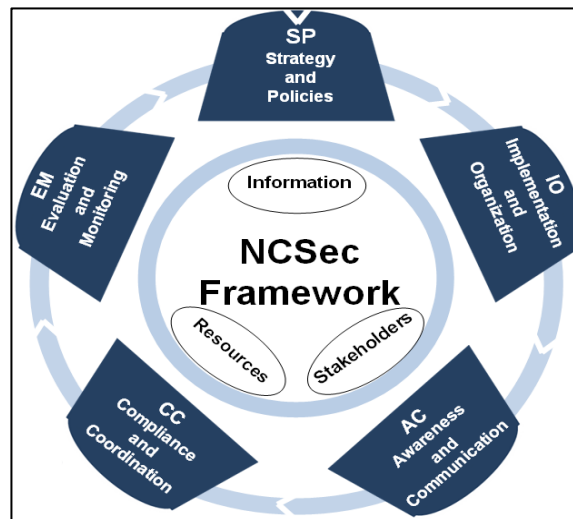 SP
Strategy
and
Policies
IO
Implementation
and
Organization
AC
Awareness
and
Communication
CC
Compliance
and
Coordination
EM
Evaluation
and
Monitoring
Information
NCSec
Framework
Resources
Stakeholders